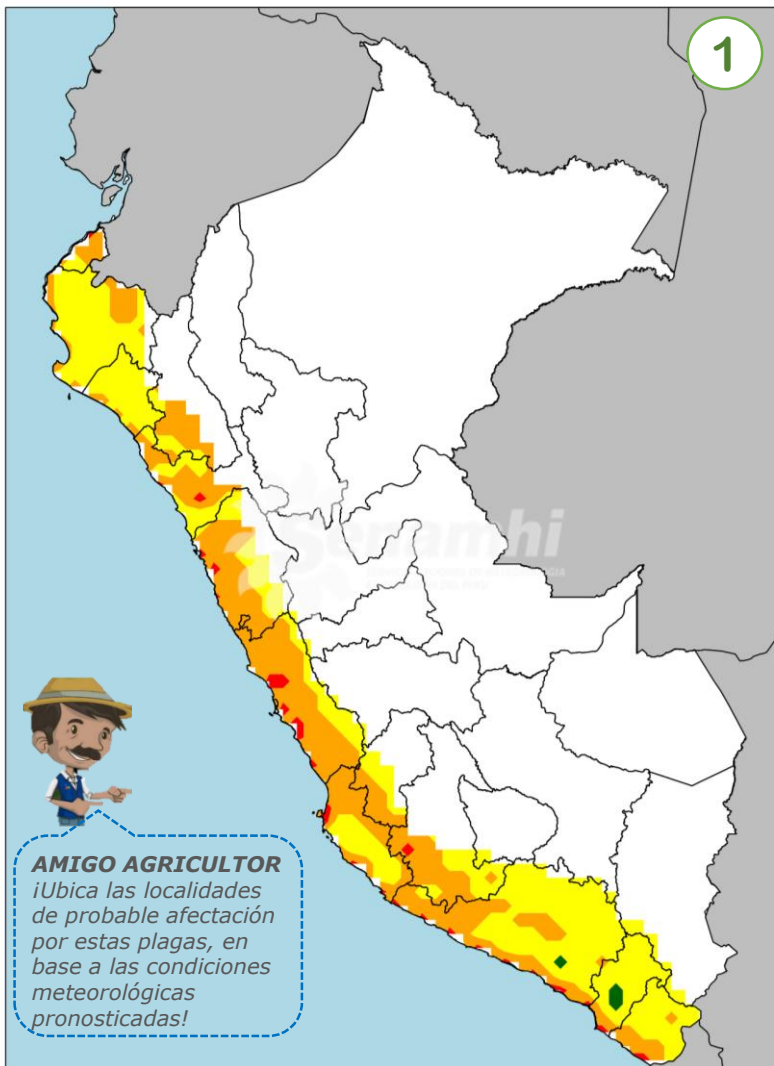 1
Senamhi
AMIGO AGRICULTOR
¡Ubica las localidades
de probable afectación
por estas plagas, en
base a las condiciones
meteorológicas
pronosticadas!